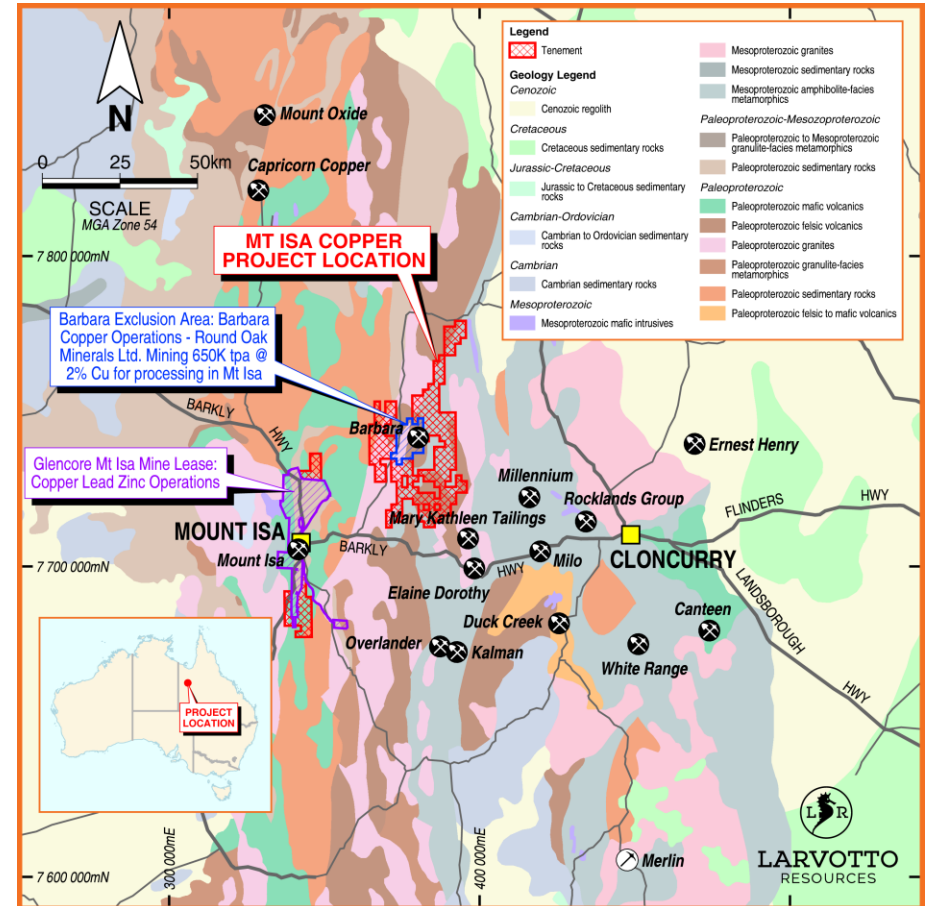 N
0 25 50km
SCALE
MGA Zone 54
Mount Oxide
Capricorn Copper
MT ISA COPPER
PROJECT LOCATION
Legend
Tenement
Geology Legend
Cenozoic
Cenozoic regolith
Cretaceous
Cretaceous sedimentary rocks
Jurassic-Cretaceous
Jurassic to Cretaceous sedimentary
rocks
Cambrian-Ordovician
Cambrian to Ordovician sedimentary
rocks
Cambrian
Cambrian sedimentary rocks
Mesoproterozoic
Mesoproterozoic mafic intrusives
Mesoproterozoic granites
Mesoproterozoic sedimentary rocks
Mesoproterozoic amphibolite-facies
metamorphics
Paleoproterozoic-Mesozoproterozoic
Paleoproterozoic to Mesoproterozoic
granulite-facies metamorphics
Paleoproterozoic sedimentary rocks
Paleoproterozoic
Paleoproterozoic mafic volcanics
Paleoproterozoic felsic volcanics
Paleoproterozoic granites
Paleoproterozoic granulite-facies
metamorphics
Paleoproterozoic sedimentary rocks
Paleoproterozoic felsic to mafic volcanics
7 800 000mN
Barbara Exclusion Area: Barbara
Copper Operations - Round Oak
Minerals Ltd. Mining 650K tpa @
2% Cu for processing in Mt Isa
BARKLY
HWY
Barbara
Ernest Henry
Glencore Mt Isa Mine Lease:
Copper Lead Zinc Operations
Millennium
Rocklands Group
FLINDERS
HWY
Mary Kathleen Tailings
MOUNT ISA
Mount Isa
BARKLY
HWY
Milo
CLONCURRY
7 700 000mN
Elaine Dorothy
LANDSBOROUGH
HWY
Duck Creek
Canteen
Overlander
Kalman
White Range
PROJECT
LOCATION
Merlin
L R
LARVOTTO
RESOURCES
7 600 000mN
300 000mE
400 000mE